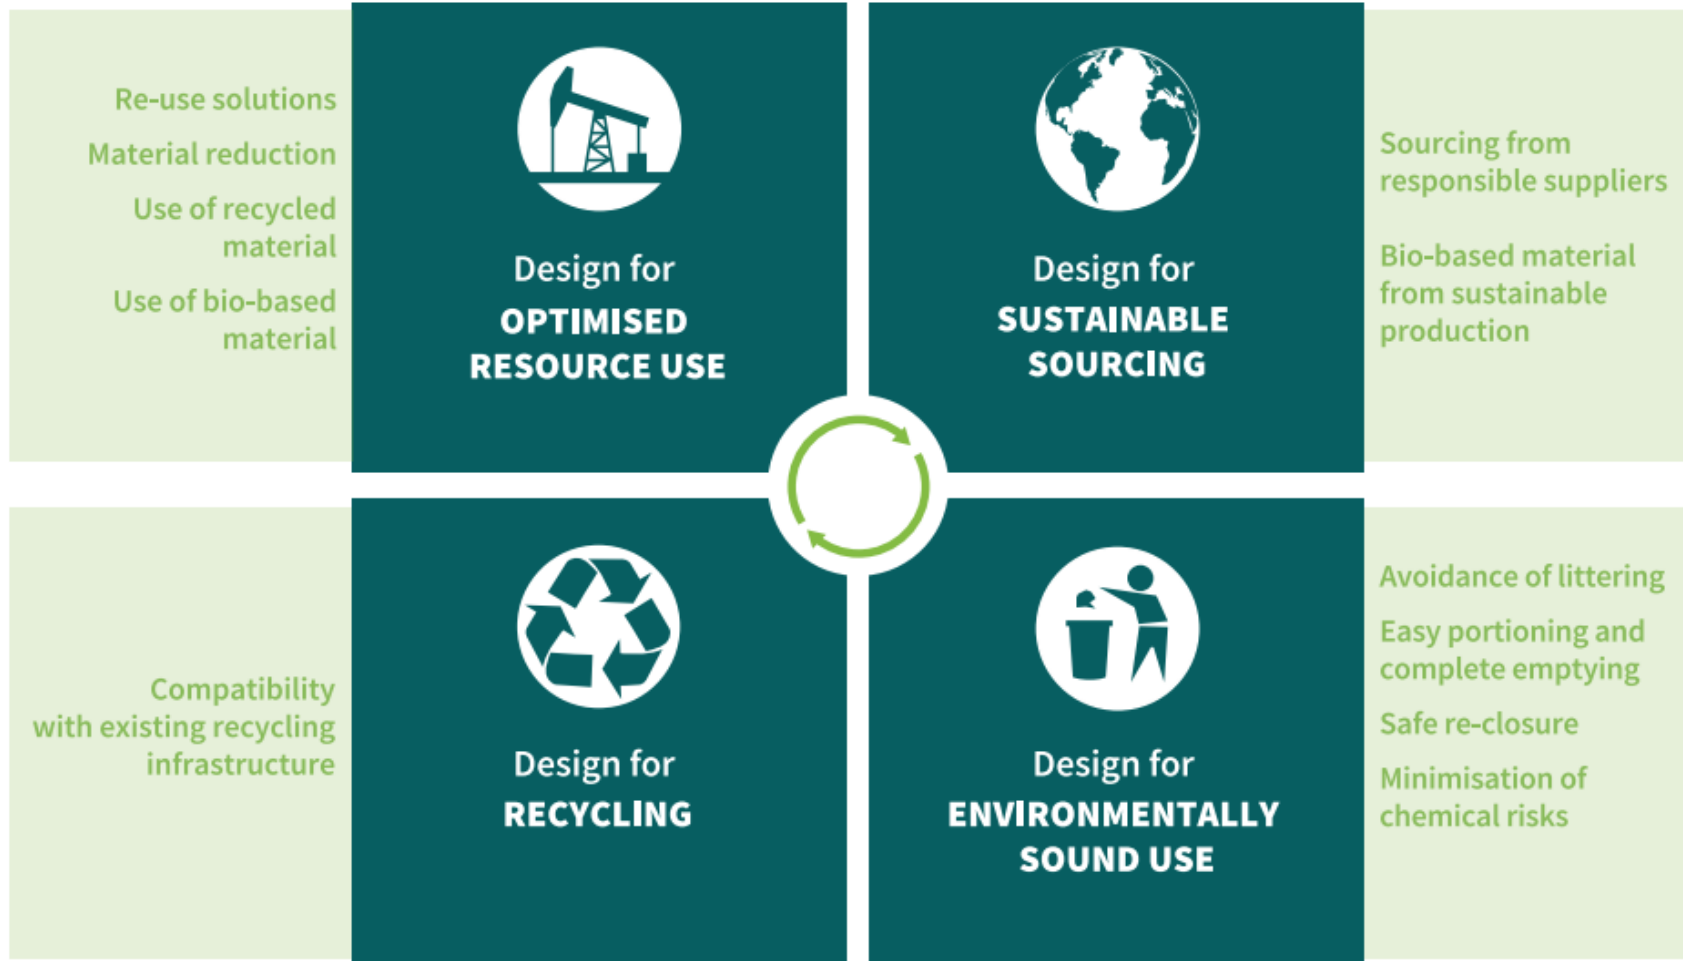 Re-use solutions
Material reduction
Use of recycled
material
Use of bio-based
material
Design for
OPTIMISED
RESOURCE USE
Design for
SUSTAINABLE
SOURCING
Sourcing from
responsible suppliers
Bio-based material
from sustainable
production
Compatibility
with existing recycling
infrastructure
Design for
RECYCLING
Design for
ENVIRONMENTALLY
SOUND USE
Avoidance of littering
Easy portioning and
complete emptying
Safe re-closure
Minimisation of
chemical risks